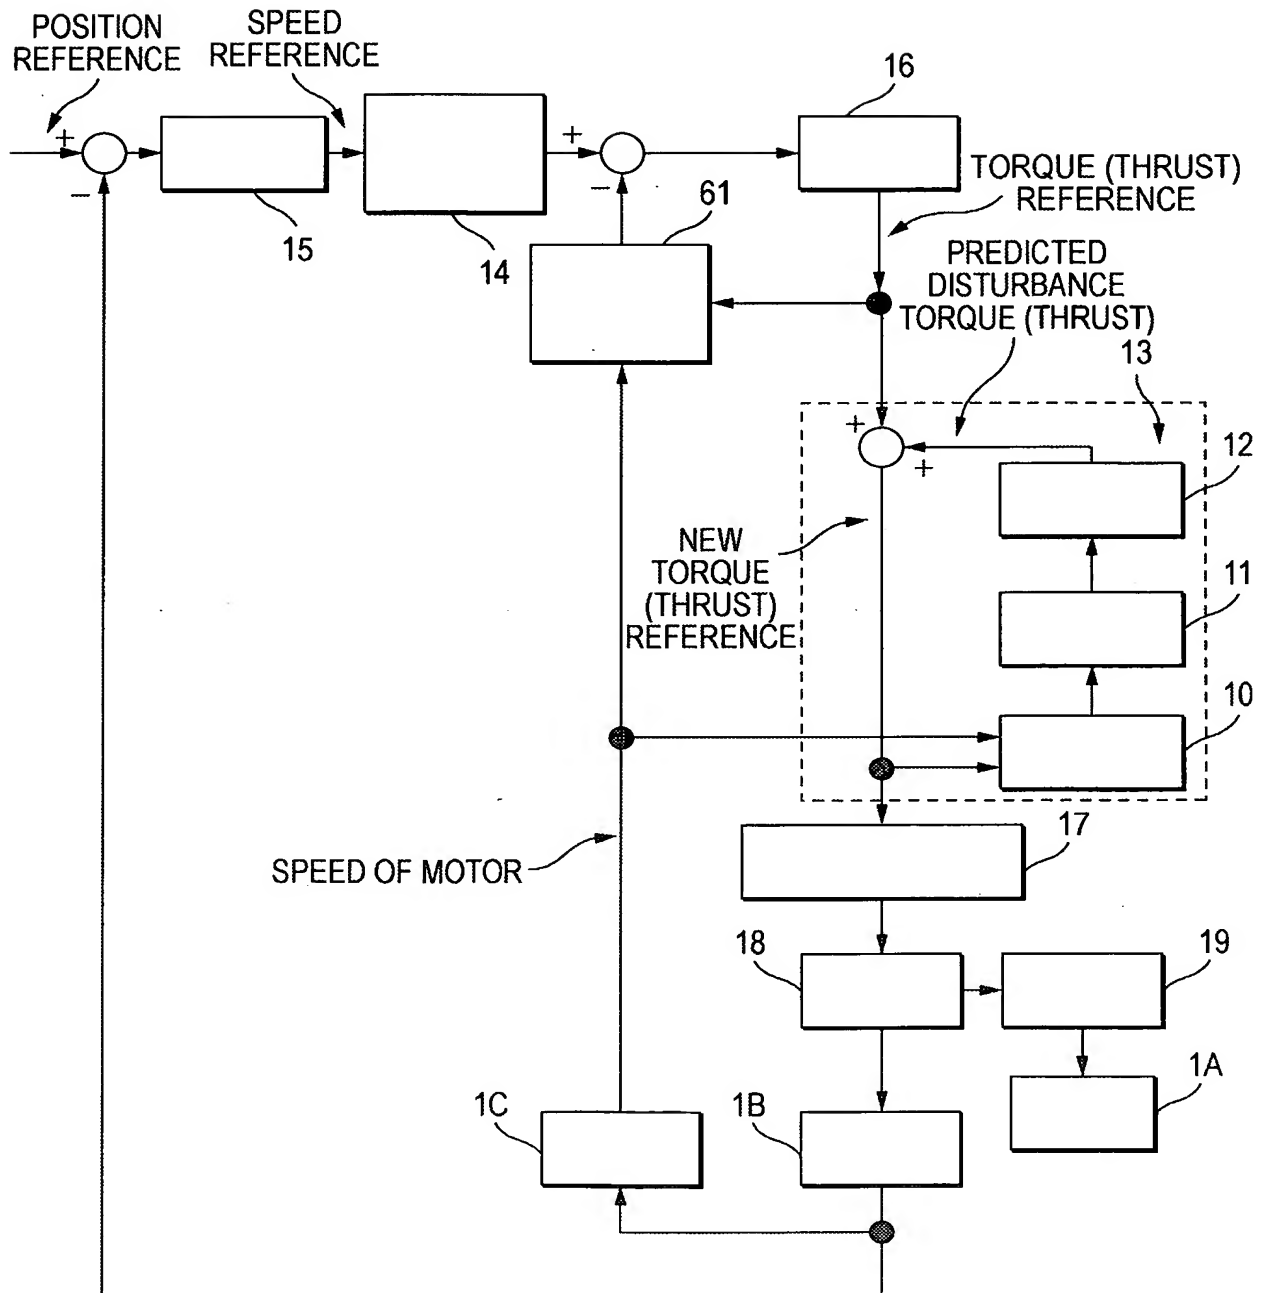 POSITION
REFERENCE
SPEED
REFERENCE
16
+
−
+
−
15
14
61
TORQUE (THRUST)
REFERENCE
PREDICTED
DISTURBANCE
TORQUE (THRUST)
13
+
+
12
NEW
TORQUE
(THRUST)
REFERENCE
11
10
17
SPEED OF MOTOR
18
19
1A
1C
1B